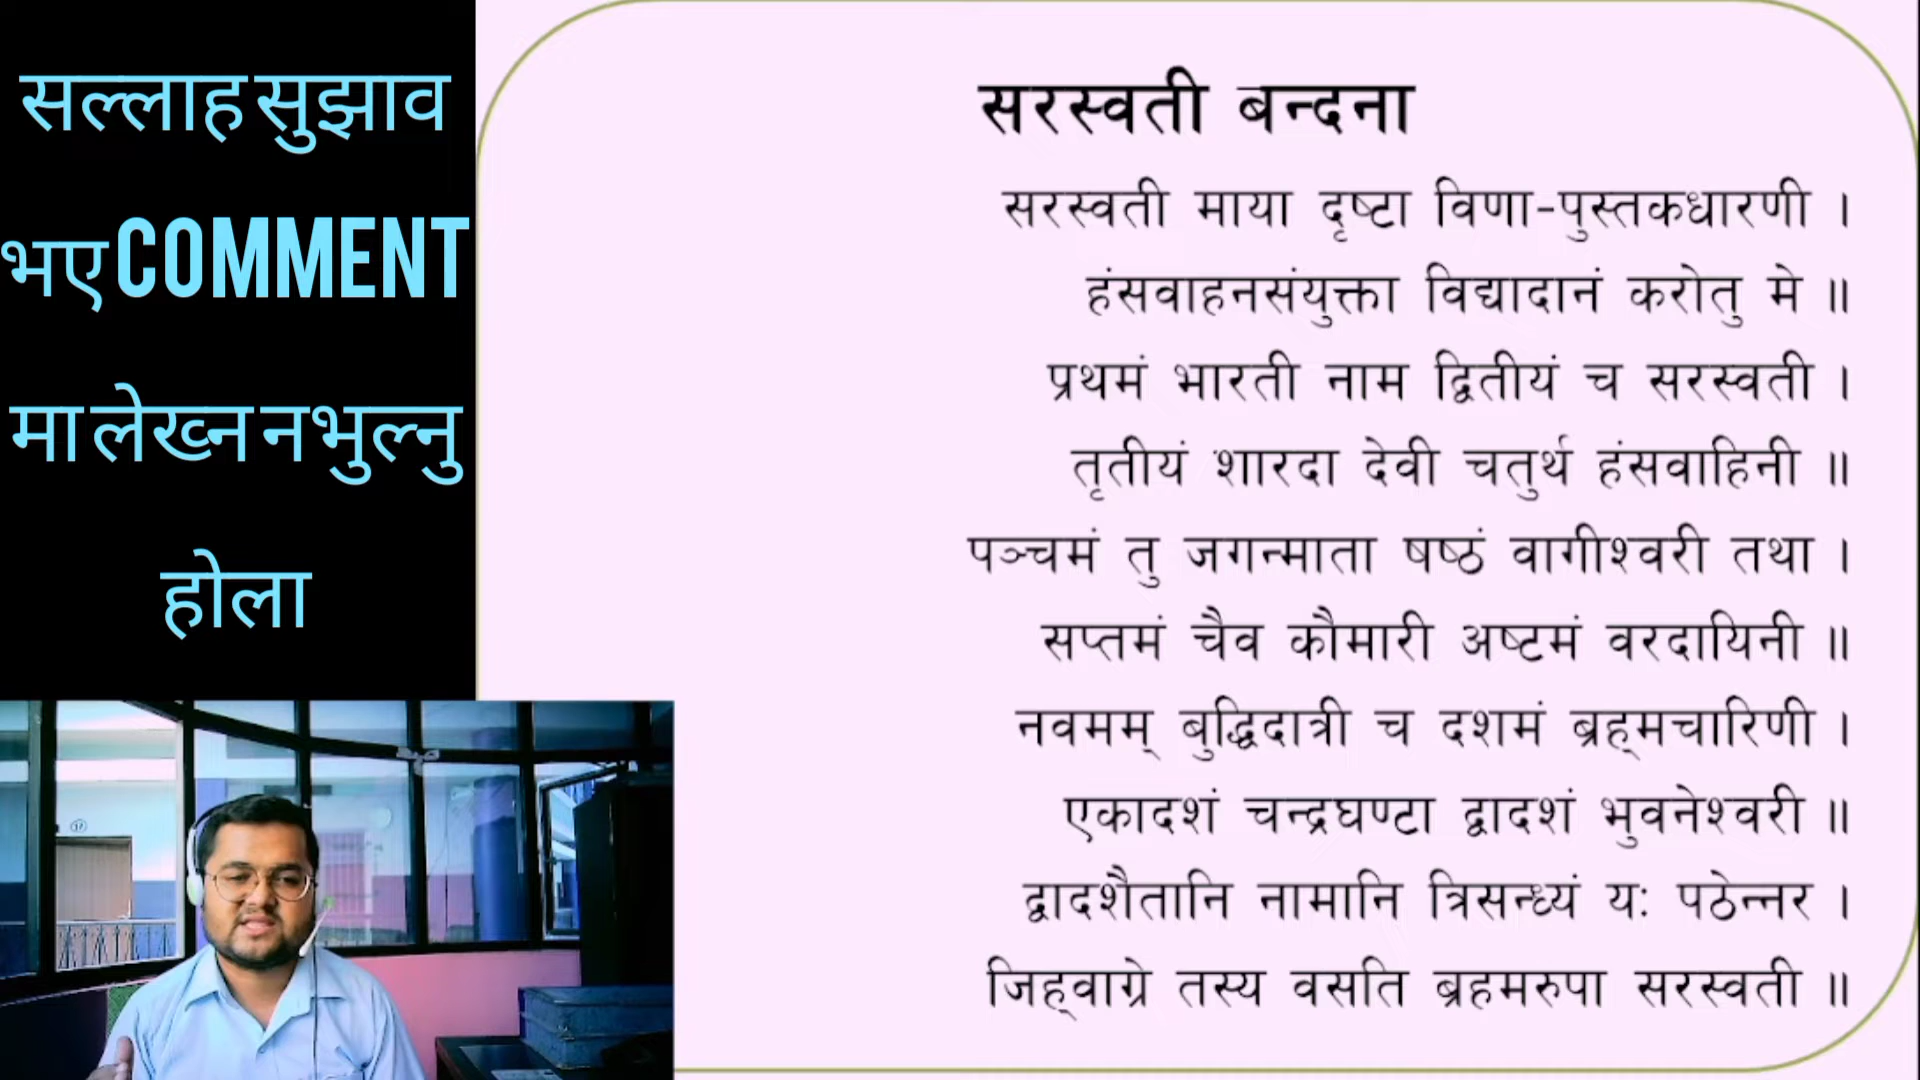 सल्लाह सुझाव
भए COMMENT
मा लेख्न नभुल्नु
होला
सरस्वती बन्दना
सरस्वती माया दृष्टा विणा-पुस्तकधारणी ।
हंसवाहनसंयुक्ता विद्यादानं करोतु मे ॥
प्रथमं भारती नाम द्वितीयं च सरस्वती ।
तृतीयं शारदा देवी चतुर्थ हंसवाहिनी ॥
पञ्चमं तु जगन्माता षष्ठं वागीश्वरी तथा ।
सप्तमं चैव कौमारी अष्टमं वरदायिनी ॥
नवमम् बुद्धिदात्री च दशमं ब्रह्मचारिणी ।
एकादशं चन्द्रघण्टा द्वादशं भुवनेश्वरी ॥
द्वादशैतानि नामानि त्रिसन्ध्यं यः पठेन्नर ।
जिह्वाग्रे तस्य वसति ब्रहमरुपा सरस्वती ॥